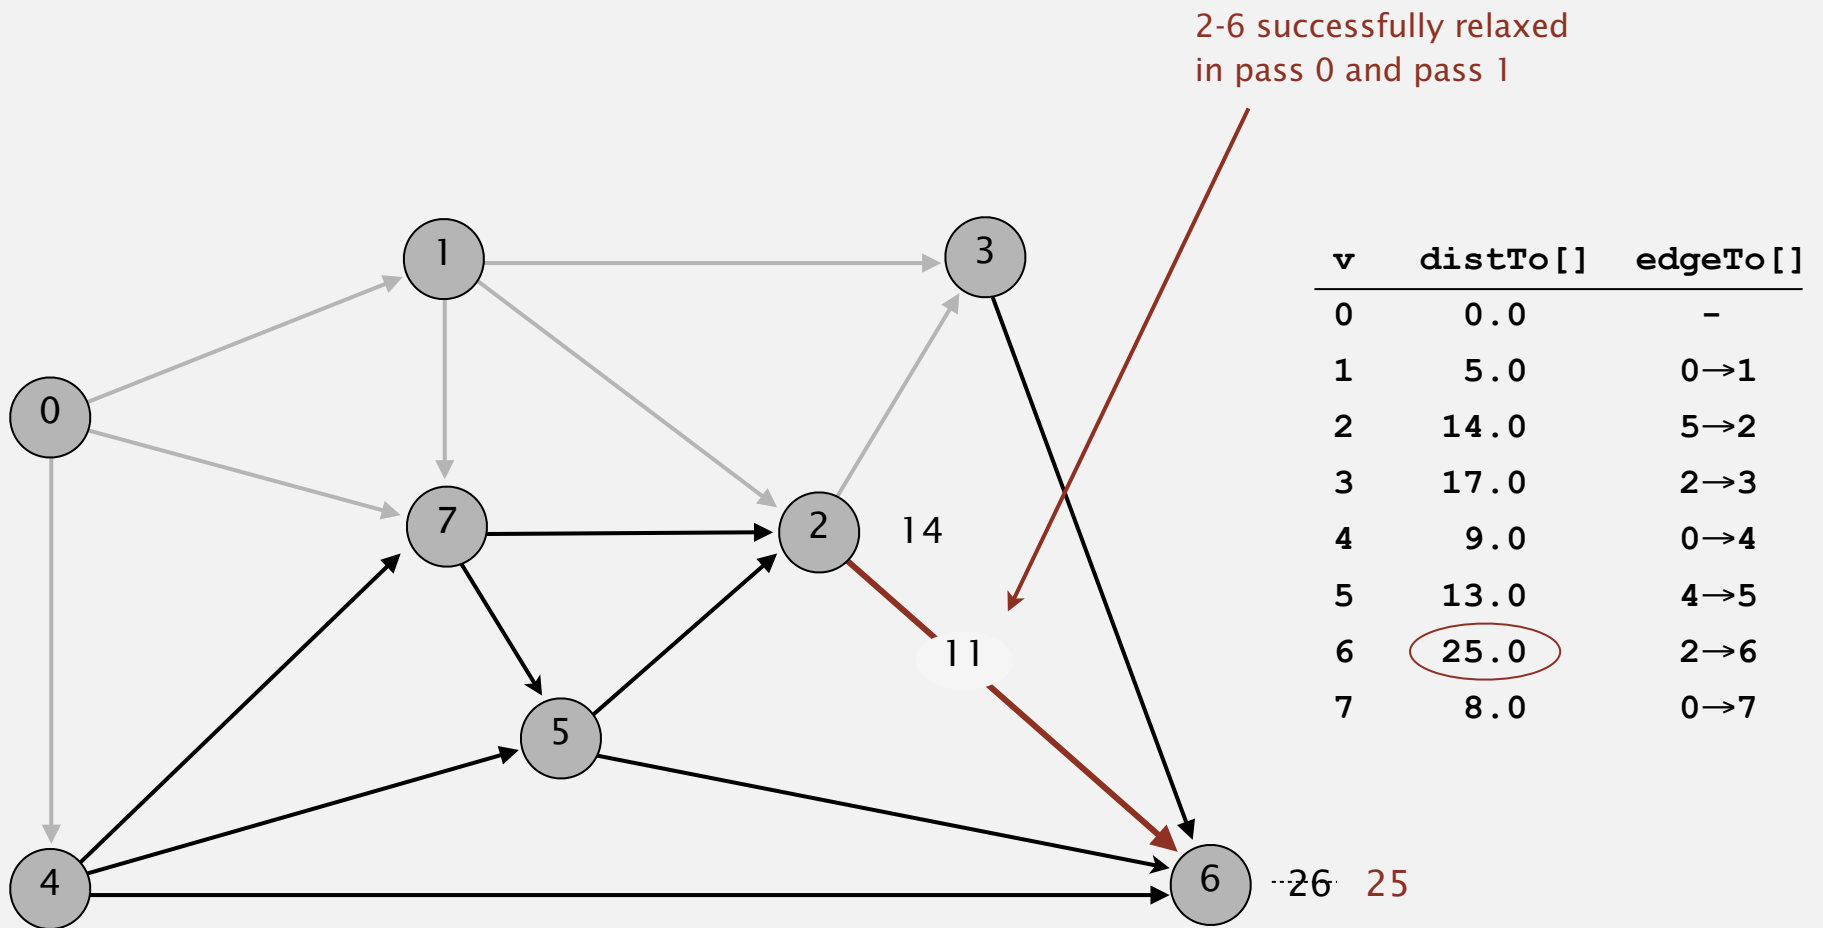 2-6 successfully relaxed
in pass 0 and pass 1
1
3
0
7
2
14
11
5
4
6
26 25
v distTo[] edgeTo[]
0 0.0 -
1 5.0 0→1
2 14.0 5→2
3 17.0 2→3
4 9.0 0→4
5 13.0 4→5
6 25.0 2→6
7 8.0 0→7